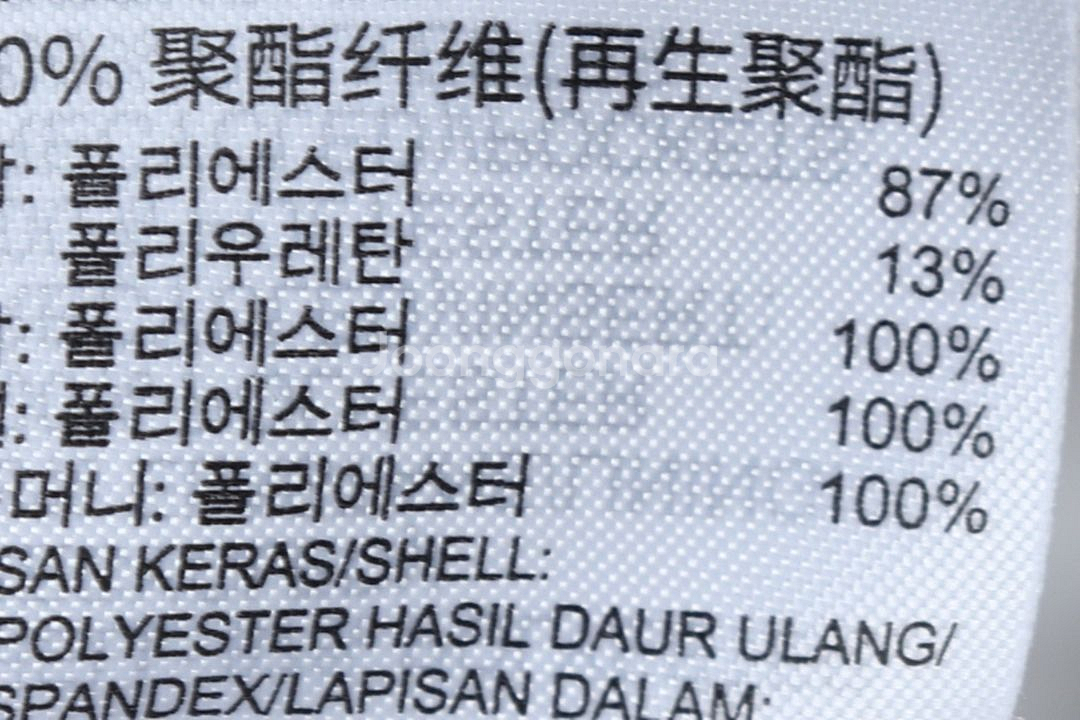 0% 聚酯纤维(再生聚酯)
: 폴리에스터 87%
폴리우레탄 13%
: 폴리에스터 100%
: 폴리에스터 100%
머니: 폴리에스터 100%
SAN KERAS/SHELL:
POLYESTER HASIL DAUR ULANG/
SPANDEX/LAPISAN DALAM:
Joonggonara